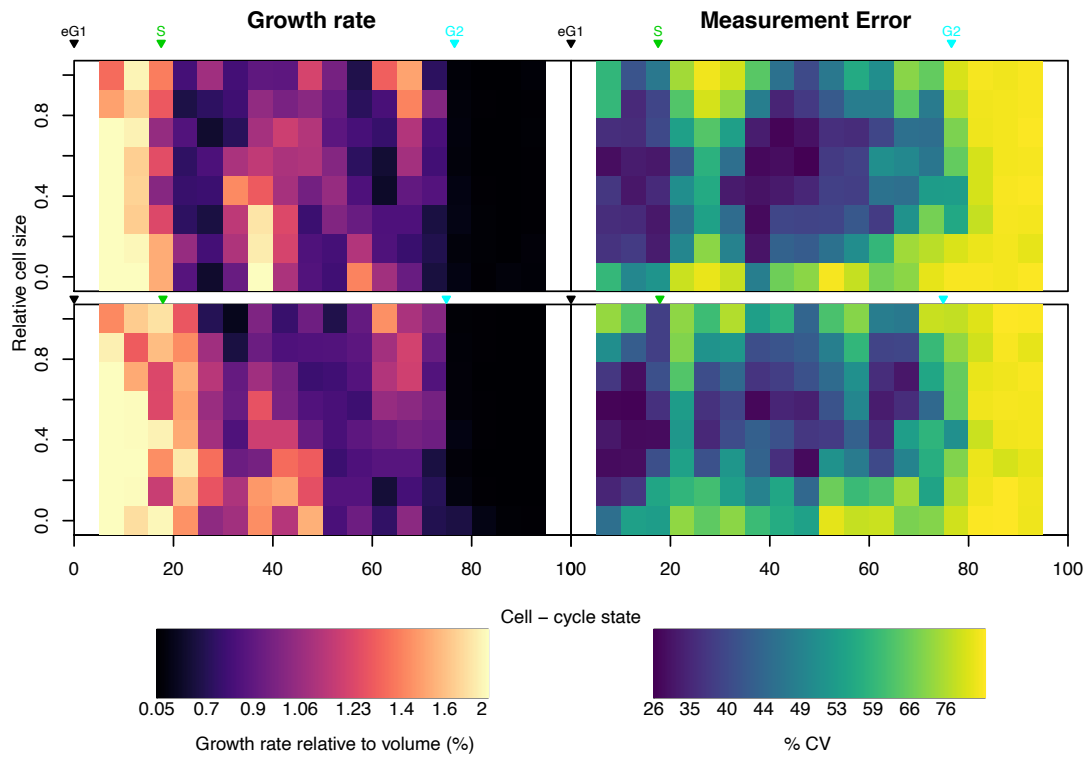 Growth rate Measurement Error
eG1 S G2 eG1 S G2
0.8
0.4
0.0
Relative cell size
0.8
0.4
0.0
0 20 40 60 80 100 0 20 40 60 80 100
Cell – cycle state
0.05 0.7 0.9 1.06 1.23 1.4 1.6 2 26 35 38 40 44 49 53 59 66 76
Growth rate relative to volume (%) % CV